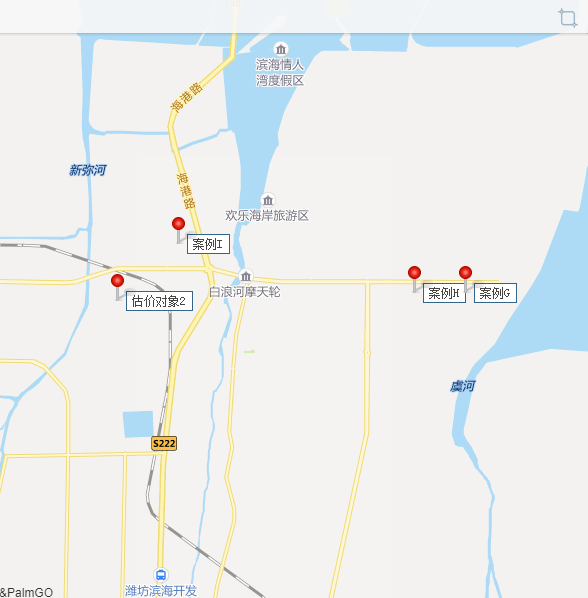 滨海情人
湾度假区
海港路
新弥河
海港路
欢乐海岸旅游区
案例I
白浪河摩天轮
案例H
案例G
估价对象2
虞河
S222
潍坊滨海开发
&PalmGO